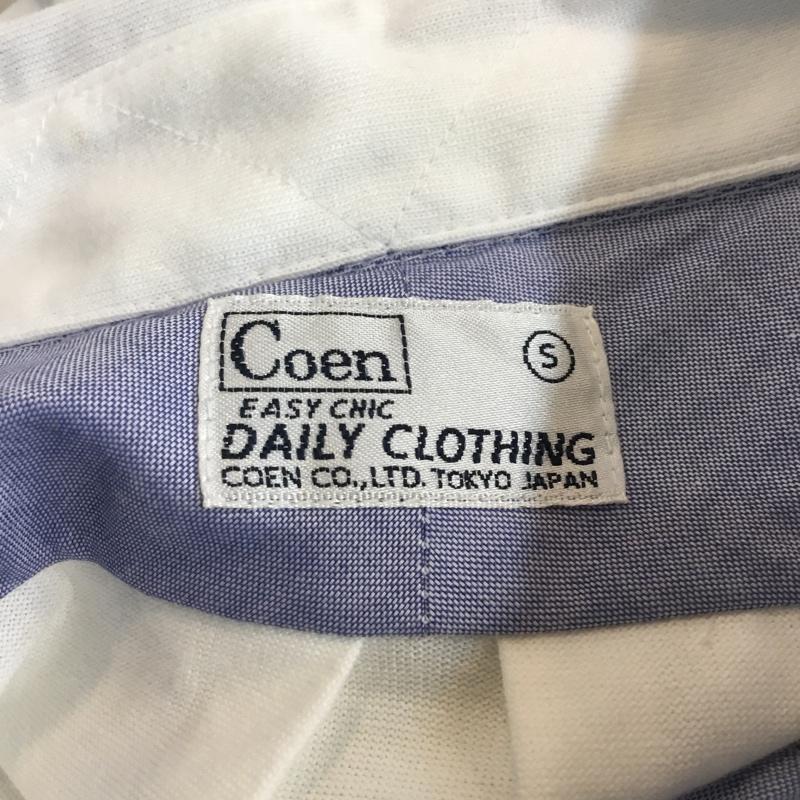 Coen
S
EASY CHIC
DAILY CLOTHING
COEN CO.,LTD. TOKYO JAPAN